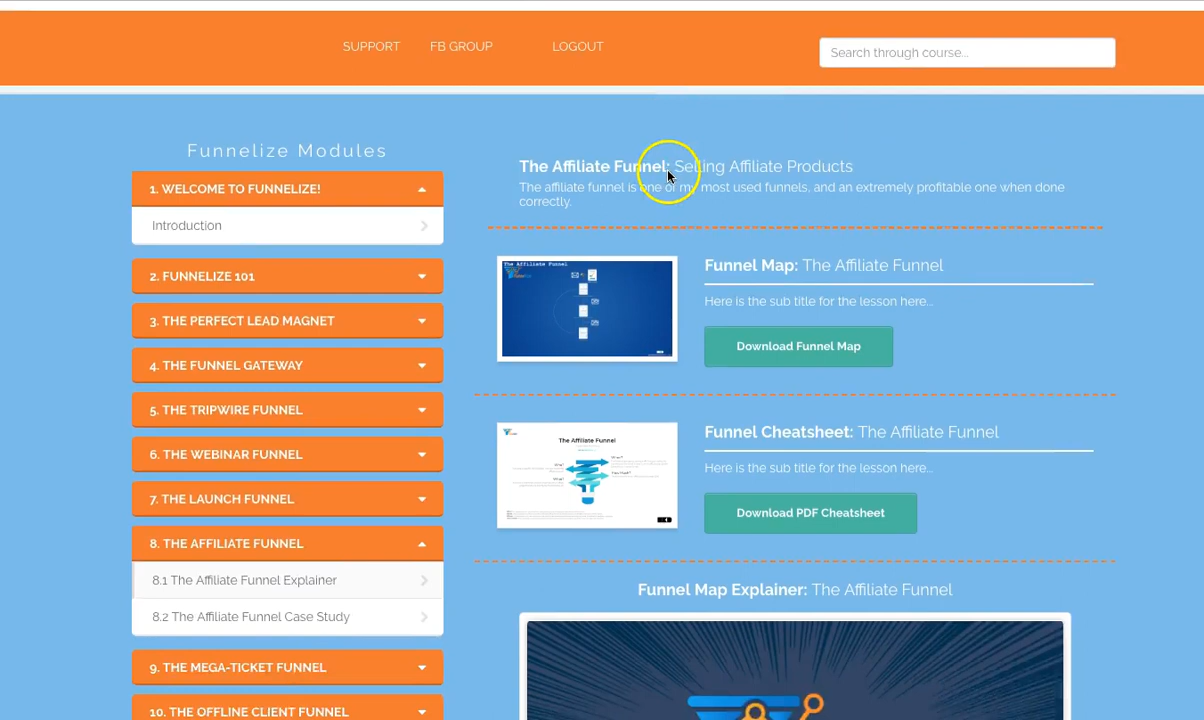 SUPPORT FB GROUP LOGOUT
Search through course...
Funnelize Modules
1. WELCOME TO FUNNELIZE!
Introduction
2. FUNNELIZE 101
3. THE PERFECT LEAD MAGNET
4. THE FUNNEL GATEWAY
5. THE TRIPWIRE FUNNEL
6. THE WEBINAR FUNNEL
7. THE LAUNCH FUNNEL
8. THE AFFILIATE FUNNEL
8.1 The Affiliate Funnel Explainer
8.2 The Affiliate Funnel Case Study
9. THE MEGA-TICKET FUNNEL
10. THE OFFLINE CLIENT FUNNEL
The Affiliate Funnel: Selling Affiliate Products
The affiliate funnel is one of my most used funnels, and an extremely profitable one when done
correctly.
The Affiliate Funnel
Funnel Map: The Affiliate Funnel
Here is the sub title for the lesson here...
Download Funnel Map
The Affiliate Funnel
Funnel Cheatsheet: The Affiliate Funnel
Here is the sub title for the lesson here...
Download PDF Cheatsheet
Funnel Map Explainer: The Affiliate Funnel